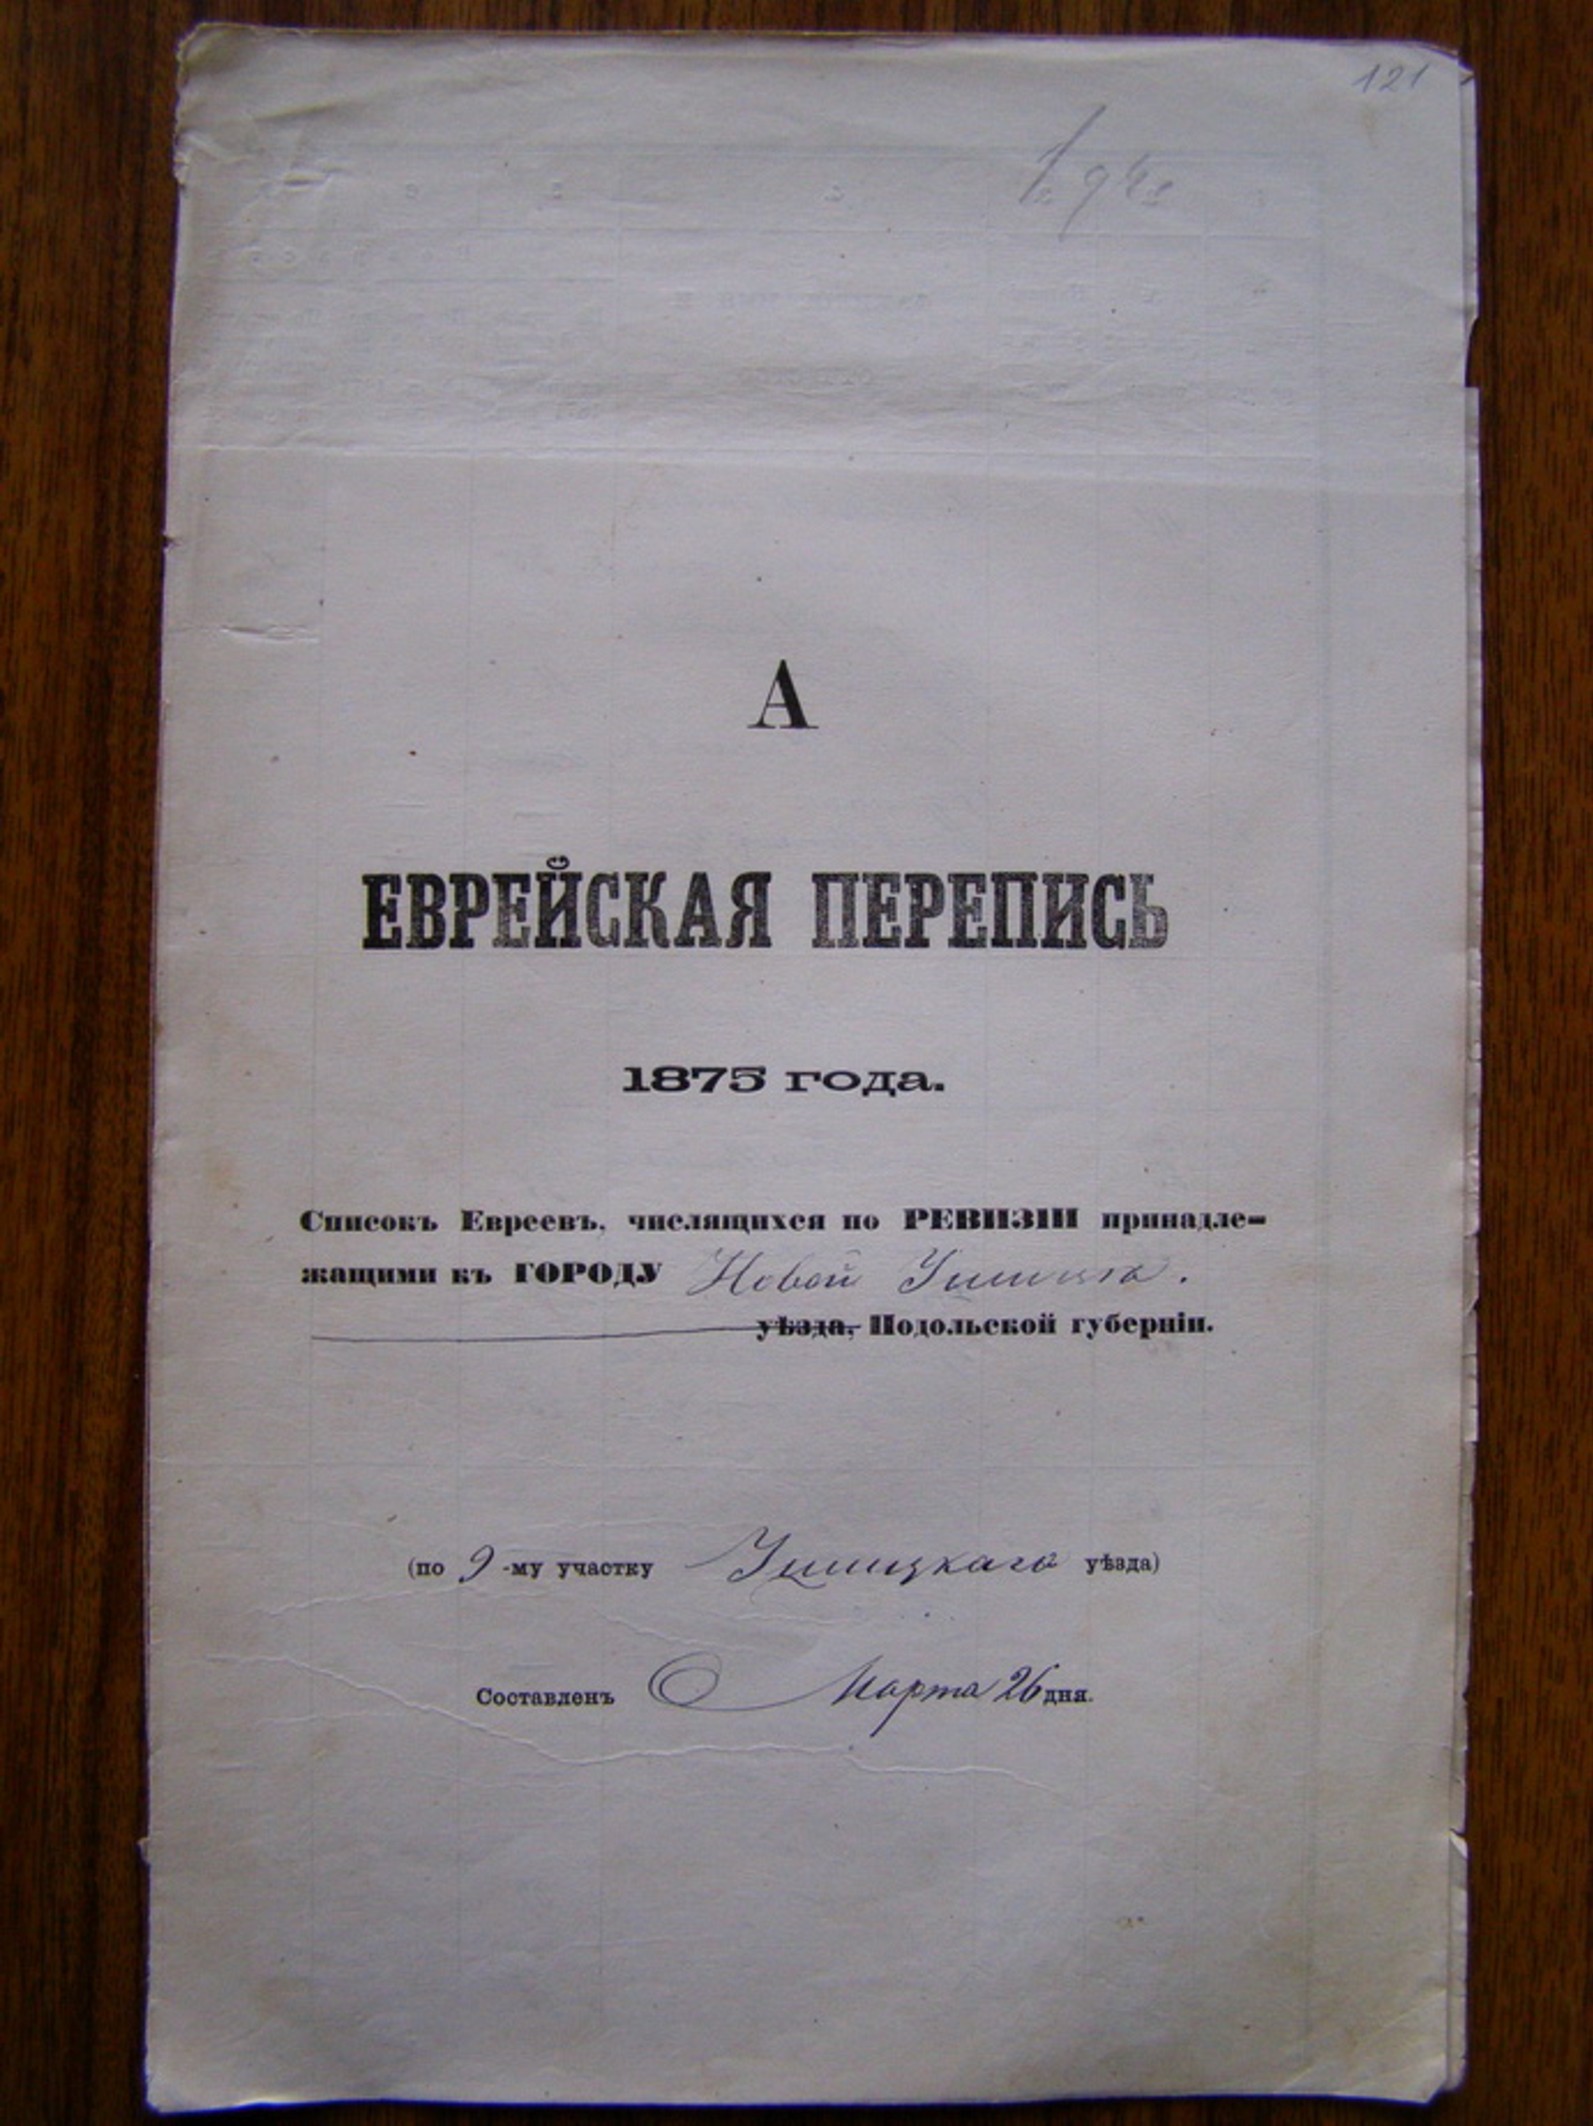 121
А
ЕВРЕЙСКАЯ ПЕРЕПИСЬ
1875 года.
Списокъ Евреевъ, числящихся по РЕВИЗІИ принадле-
жащими къ ГОРОДУ Новой Ушицы.
уѣзда, Подольской губерніи.
(по 9-му участку Ушицкаго уѣзда)
Составленъ Марта 26 дня.